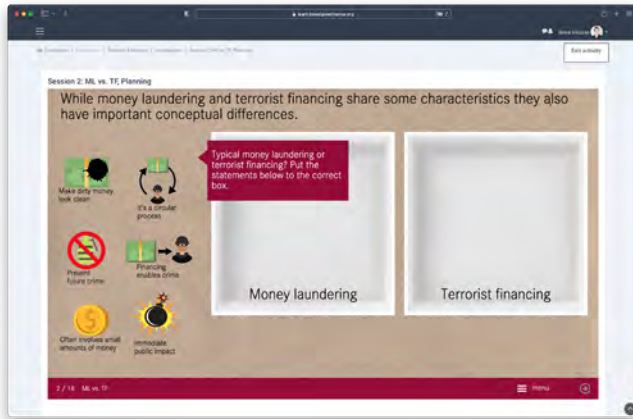 Exit activity
Session 2: ML vs. TF, Planning
While money laundering and terrorist financing share some characteristics they also
have important conceptual differences.
Typical money laundering or
terrorist financing? Put the
statements below to the correct
box.
Make dirty money
look clean
It's a circular
process
Prevent
future crime
Financing
enables crime
Often involves small
amounts of money
Immediate
public impact
Money laundering
Terrorist financing
2 / 16 ML vs. TF
menu